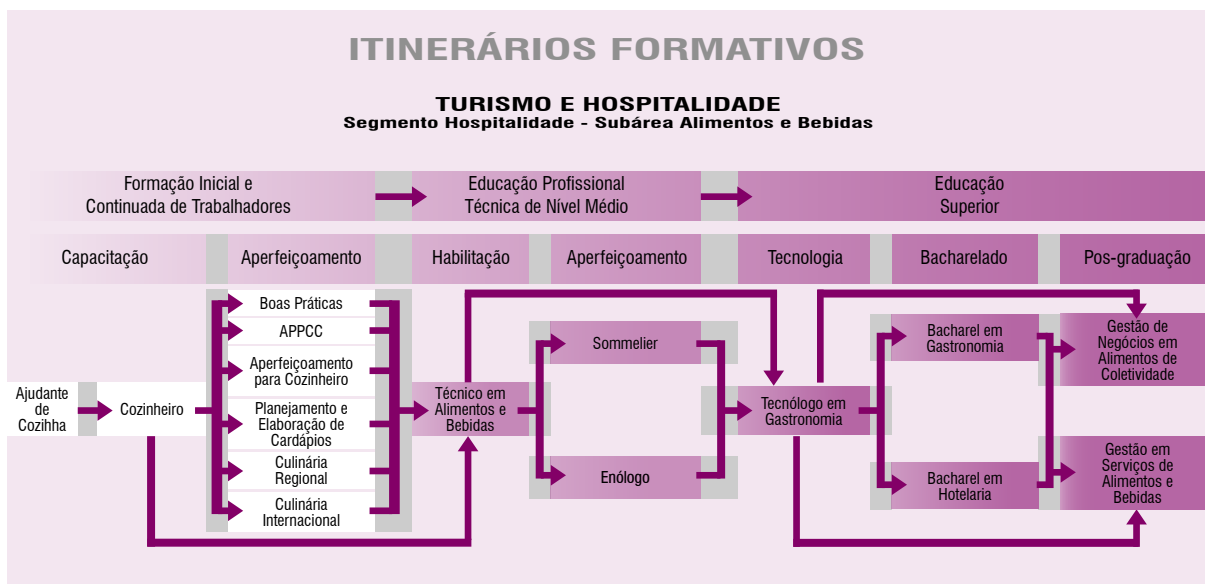 ITINERÁRIOS FORMATIVOS
TURISMO E HOSPITALIDADE
Segmento Hospitalidade - Subárea Alimentos e Bebidas
Formação Inicial e
Continuada de Trabalhadores
Educação Profissional
Técnica de Nível Médio
Educação
Superior
Capacitação
Aperfeiçoamento
Habilitação
Aperfeiçoamento
Tecnologia
Bacharelado
Pos-graduação
Ajudante
de
Cozihha
Cozinheiro
Boas Práticas
APPCC
Aperfeiçoamento
para Cozinheiro
Planejamento e
Elaboração de
Cardápios
Culinária
Regional
Culinária
Internacional
Técnico em
Alimentos e
Bebidas
Sommelier
Enólogo
Tecnólogo em
Gastronomia
Bacharel em
Gastronomia
Bacharel em
Hotelaria
Gestão de
Negócios em
Alimentos de
Coletividade
Gestão em
Serviços de
Alimentos e
Bebidas